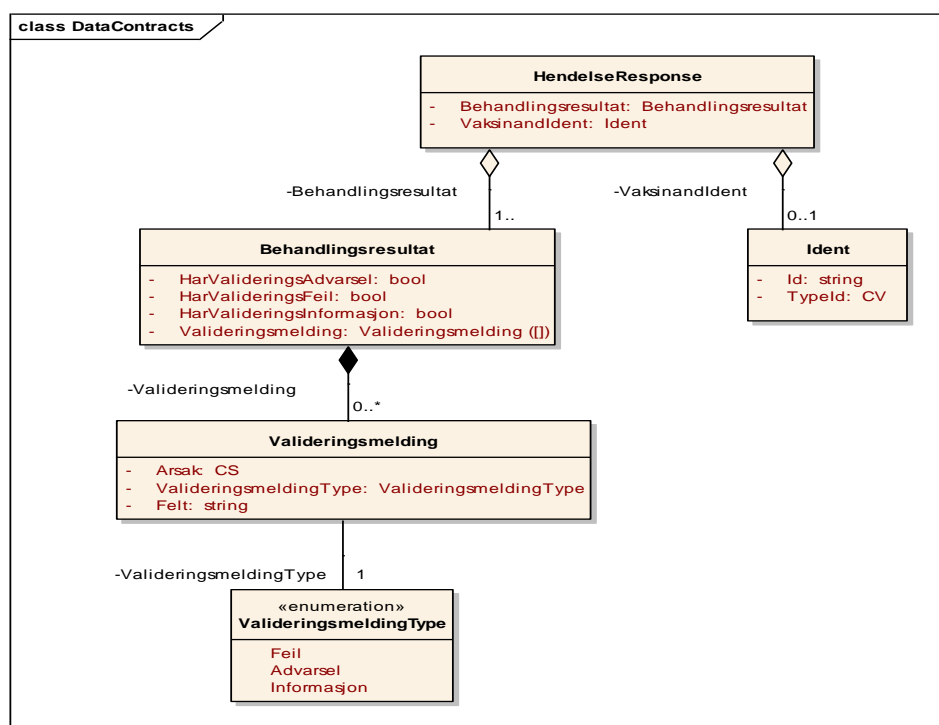 class DataContracts
HendelseResponse
- Behandlingsresultat: Behandlingsresultat
- VaksinandIdent: Ident
-Behandlingsresultat
-VaksinandIdent
1..
0..1
Behandlingsresultat
- HarValideringsAdvarsel: bool
- HarValideringsFeil: bool
- HarValideringsInformasjon: bool
- Valideringsmelding: Valideringsmelding ([])
Ident
- Id: string
- TypeId: CV
-Valideringsmelding
0..*
Valideringsmelding
- Arsak: CS
- ValideringsmeldingType: ValideringsmeldingType
- Felt: string
-ValideringsmeldingType
1
«enumeration»
ValideringsmeldingType
Feil
Advarsel
Informasjon